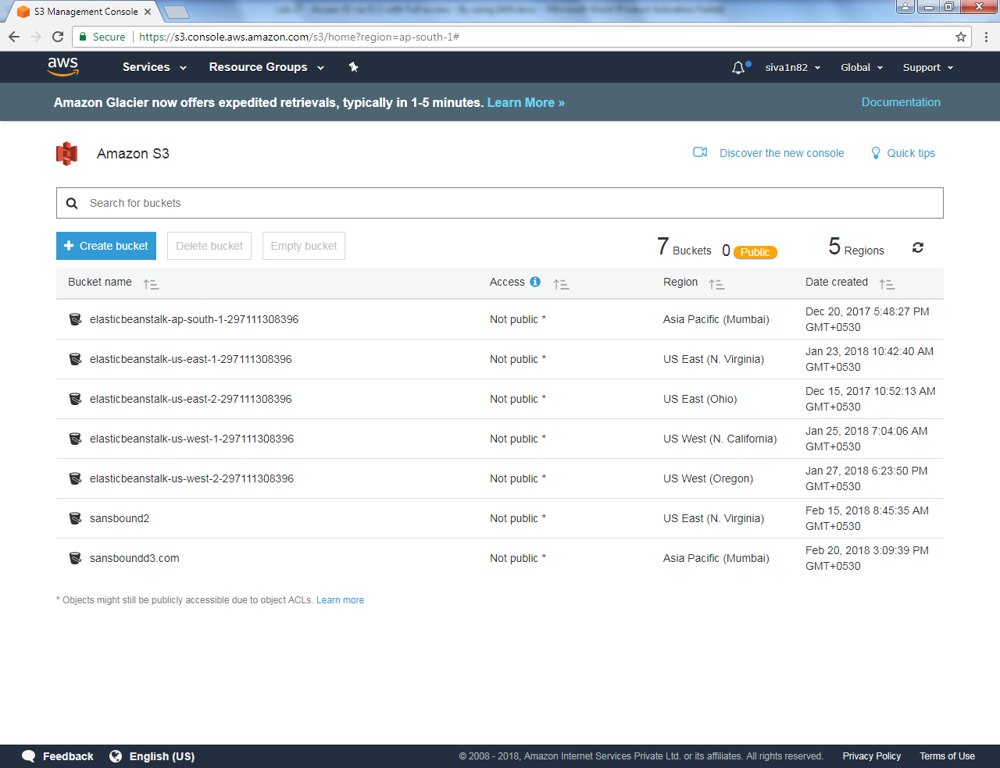 S3 Management Console
Secure https://s3.console.aws.amazon.com/s3/home?region=ap-south-1#
aws Services Resource Groups siva1n82 Global Support
Amazon Glacier now offers expedited retrievals, typically in 1-5 minutes. Learn More » Documentation
Amazon S3 Discover the new console Quick tips
Search for buckets
Create bucket Delete bucket Empty bucket 7 Buckets 0 Public 5 Regions
Bucket name Access Region Date created
elasticbeanstalk-ap-south-1-297111308396 Not public * Asia Pacific (Mumbai) Dec 20, 2017 5:48:27 PM
GMT+0530
elasticbeanstalk-us-east-1-297111308396 Not public * US East (N. Virginia) Jan 23, 2018 10:42:40 AM
GMT+0530
elasticbeanstalk-us-east-2-297111308396 Not public * US East (Ohio) Dec 15, 2017 10:52:13 AM
GMT+0530
elasticbeanstalk-us-west-1-297111308396 Not public * US West (N. California) Jan 25, 2018 7:04:06 AM
GMT+0530
elasticbeanstalk-us-west-2-297111308396 Not public * US West (Oregon) Jan 27, 2018 6:23:50 PM
GMT+0530
sansbound2 Not public * US East (N. Virginia) Feb 15, 2018 8:45:35 AM
GMT+0530
sansboundd3.com Not public * Asia Pacific (Mumbai) Feb 20, 2018 3:09:39 PM
GMT+0530
* Objects might still be publicly accessible due to object ACLs. Learn more
Feedback English (US) © 2008 - 2018, Amazon Internet Services Private Ltd. or its affiliates. All rights reserved. Privacy Policy Terms of Use